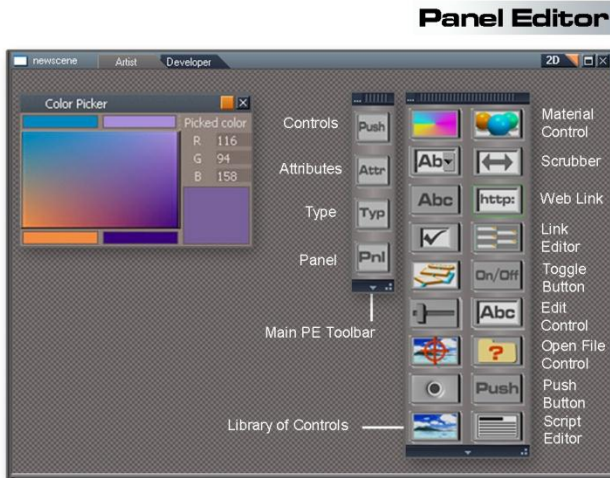 Panel Editor
newscene
Artist
Developer
2D
Color Picker
Picked color
R 116
G 94
B 158
Controls
Attributes
Type
Panel
Push
Attr
Typ
Pnl
Main PE Toolbar
Library of Controls
Material
Control
Ab
Scrubber
Abc
http:
Web Link
Link
Editor
On/Off
Toggle
Button
Abc
Edit
Control
?
Open File
Control
Push
Push
Button
Script
Editor